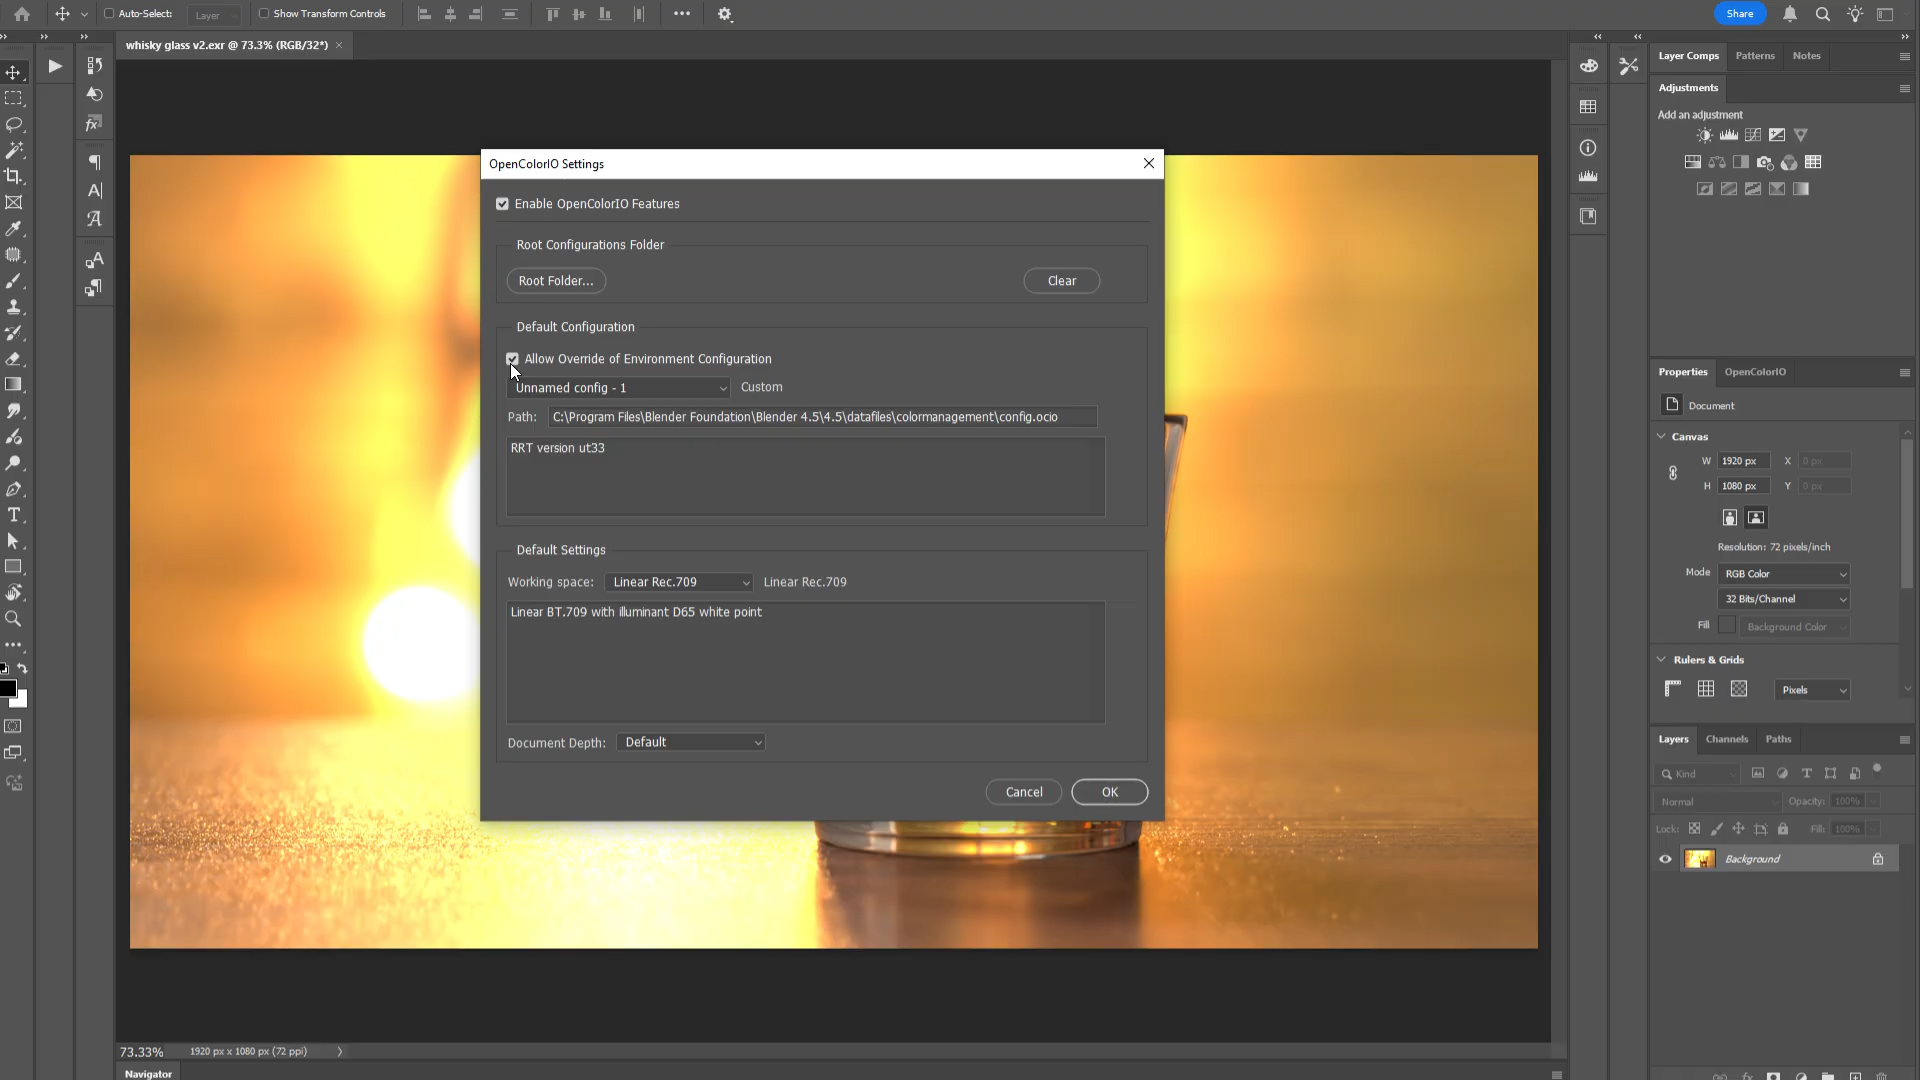 Auto-Select:
Layer
Show Transform Controls
Share
whisky glass v2.exr @ 73.3% (RGB/32*)
Layer Comps
Patterns
Notes
Adjustments
Add an adjustment
OpenColorIO Settings
Enable OpenColorIO Features
Root Configurations Folder
Root Folder...
Clear
Default Configuration
Allow Override of Environment Configuration
Unnamed config - 1
Custom
Path:
C:\Program Files\Blender Foundation\Blender 4.5\4.5\datafiles\colormanagement\config.ocio
RRT version ut33
Default Settings
Working space:
Linear Rec.709
Linear Rec.709
Linear BT.709 with illuminant D65 white point
Document Depth:
Default
Cancel
OK
Properties
OpenColorIO
Document
Canvas
W
1920 px
X
0 px
H
1080 px
Y
0 px
Resolution: 72 pixels/inch
Mode
RGB Color
32 Bits/Channel
Fill
Background Color
Rulers & Grids
Pixels
Layers
Channels
Paths
Kind
Normal
Opacity:
100%
Lock:
Fill:
100%
Background
73.33%
1920 px x 1080 px (72 ppi)
Navigator